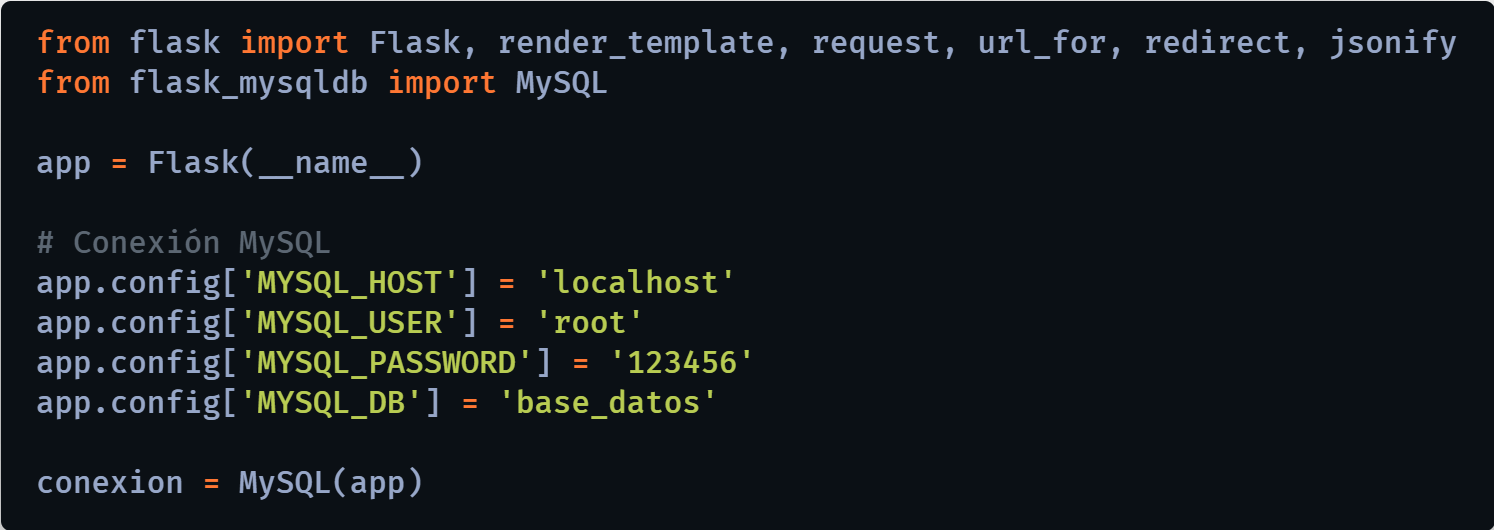 from flask import Flask, render_template, request, url_for, redirect, jsonify
from flask_mysqldb import MySQL
app = Flask(__name__)
# Conexión MySQL
app.config['MYSQL_HOST'] = 'localhost'
app.config['MYSQL_USER'] = 'root'
app.config['MYSQL_PASSWORD'] = '123456'
app.config['MYSQL_DB'] = 'base_datos'
conexion = MySQL(app)